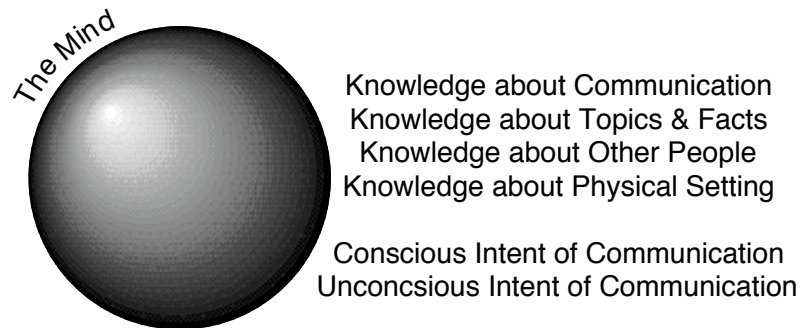 The Mind
Knowledge about Communication
Knowledge about Topics & Facts
Knowledge about Other People
Knowledge about Physical Setting
Conscious Intent of Communication
Unconcsious Intent of Communication